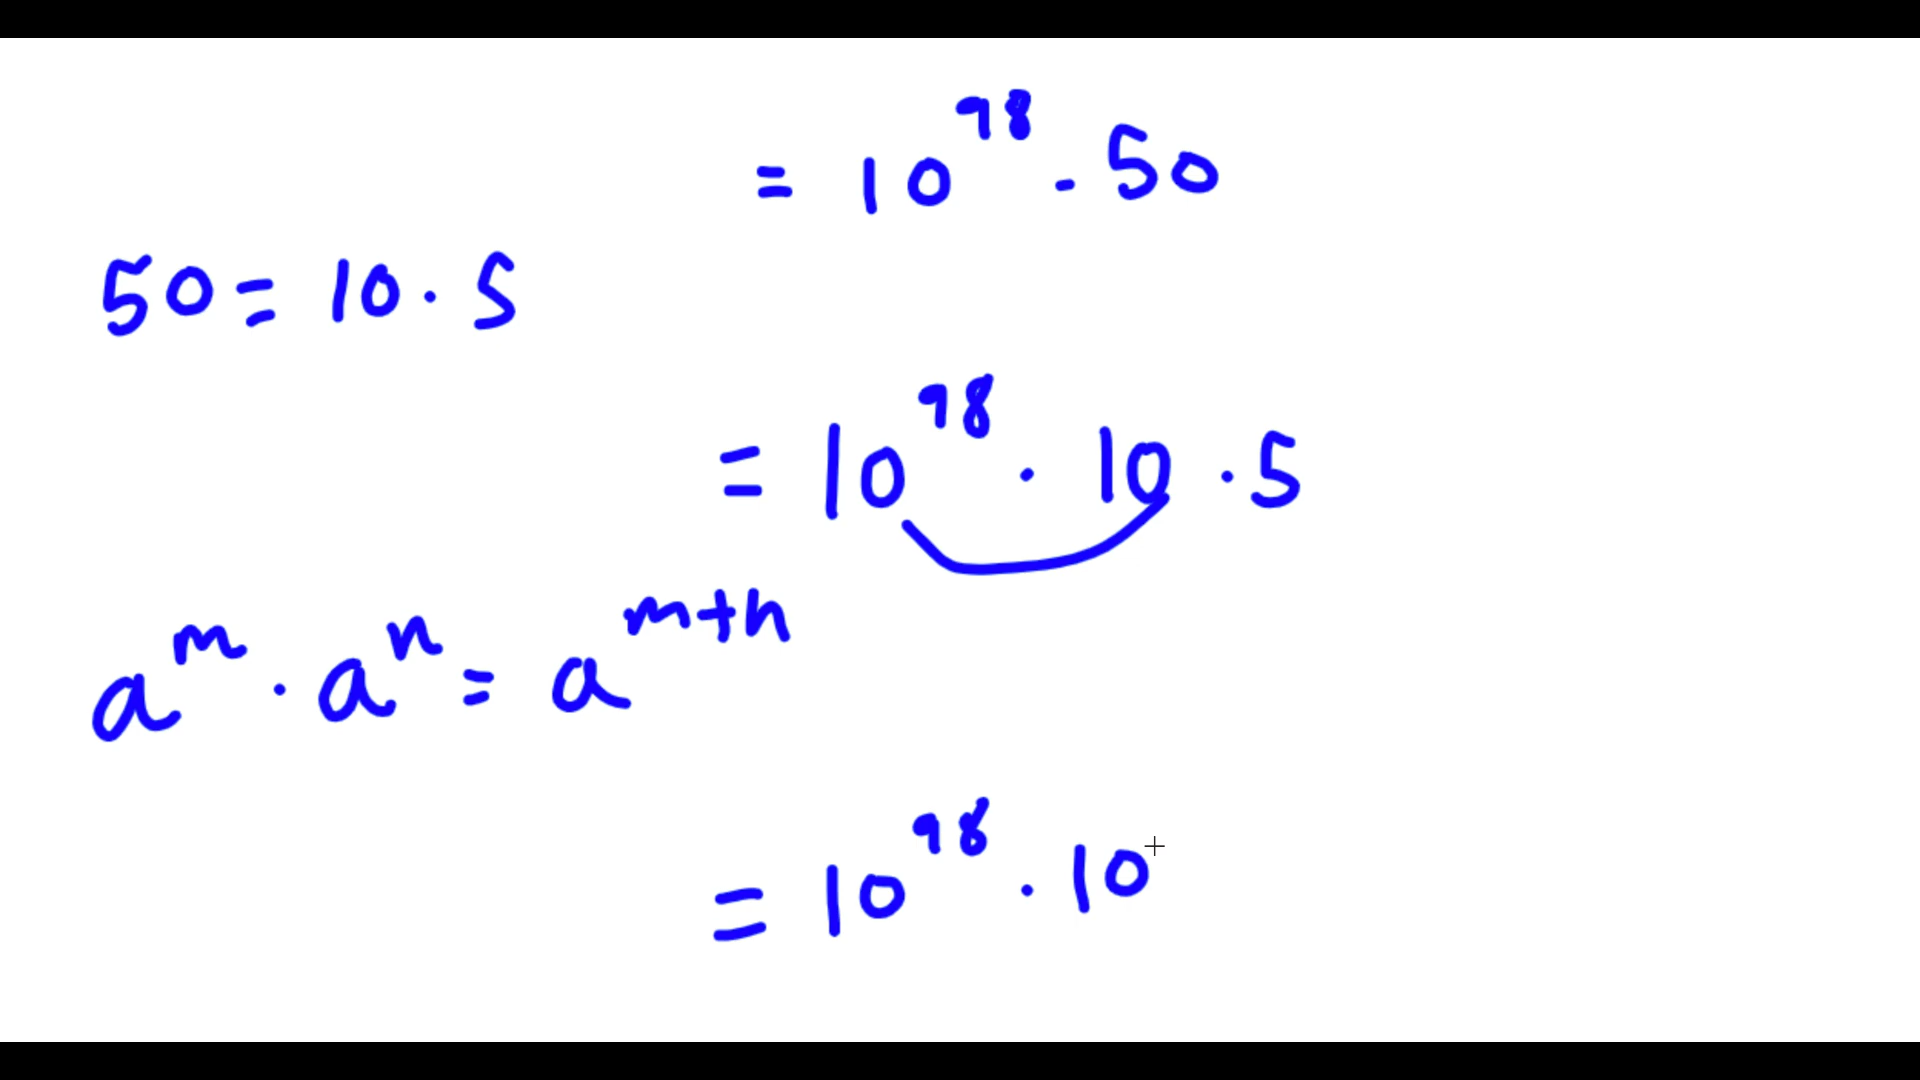 = 10^98 · 50
50 = 10 · 5
= 10^98 · 10 · 5
a^m · a^n = a^m+n
= 10^98 · 10